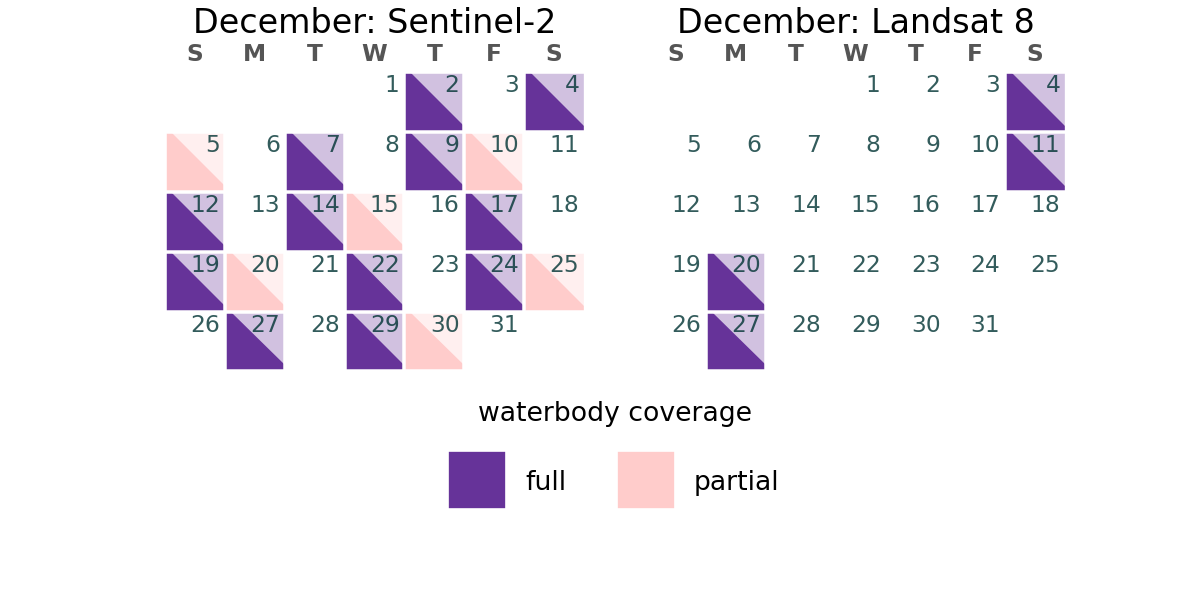 December: Sentinel-2
S M T W T F S
1 2 3 4
5 6 7 8 9 10 11
12 13 14 15 16 17 18
19 20 21 22 23 24 25
26 27 28 29 30 31
December: Landsat 8
S M T W T F S
1 2 3 4
5 6 7 8 9 10 11
12 13 14 15 16 17 18
19 20 21 22 23 24 25
26 27 28 29 30 31
waterbody coverage
full
partial